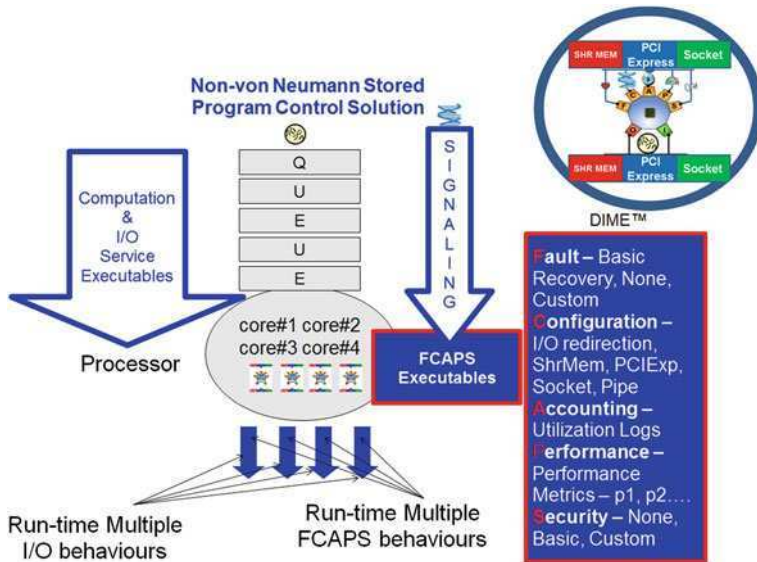 Non-von Neumann Stored
Program Control Solution
Computation
&
I/O
Service
Executables
Processor
Q
U
E
U
E
core#1 core#2
core#3 core#4
SIGNALING
FCAPS
Executables
Run-time Multiple
I/O behaviours
Run-time Multiple
FCAPS behaviours
SHR MEM
PCI
Express
Socket
F
C
A
P
S
O
I
SHR MEM
PCI
Express
Socket
DIME™
Fault – Basic
Recovery, None,
Custom
Configuration –
I/O redirection,
ShrMem, PCIExp,
Socket, Pipe
Accounting –
Utilization Logs
Performance –
Performance
Metrics – p1, p2….
Security – None,
Basic, Custom